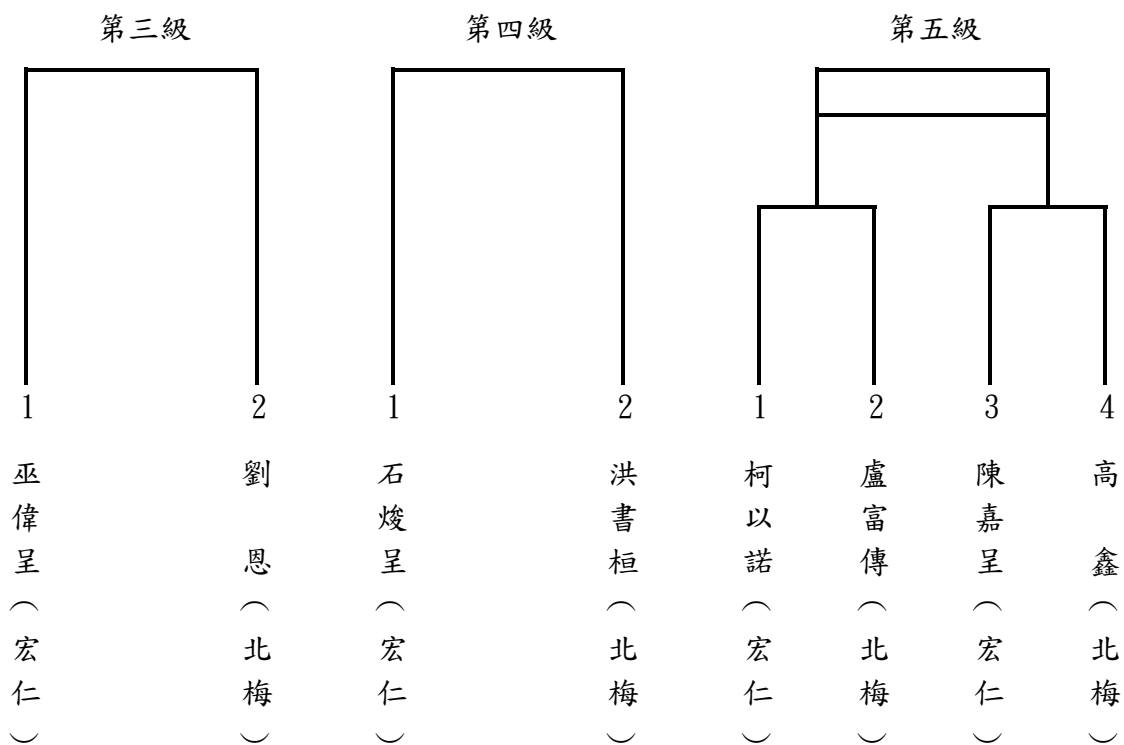 第三級
第四級
第五級
1
2
1
2
1
2
3
4
巫偉呈（宏仁）
劉恩（北梅）
石焌呈（宏仁）
洪書桓（北梅）
柯以諾（宏仁）
盧富傳（北梅）
陳嘉呈（宏仁）
高鑫（北梅）